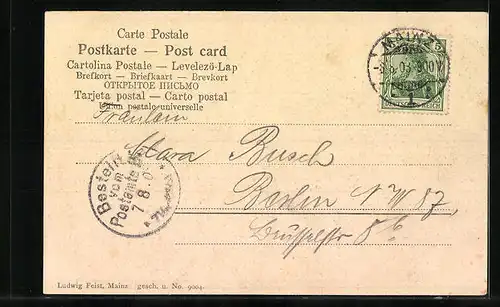 Carte Postale
Postkarte — Post card
Cartolina Postale — Levelező-Lap
Brefkort — Briefkaart — Brevkort
ОТКРЫТОЕ ПИСЬМО
Tarjeta postal — Carto postal
Union postale universelle
MAINZ
5
Fräulein
Clara Busch
Berlin N W 87,
Bestellt
vom
Postamte
7 8 0
Ludwig Feist, Mainz gesch. u. No. 9004.